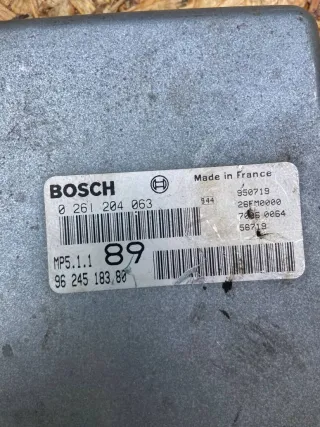 BOSCH
Made in France
0 261 204 063
944
950719
26FM0000
7006 0064
56719
MP5.1.1
89
96 245 183.80